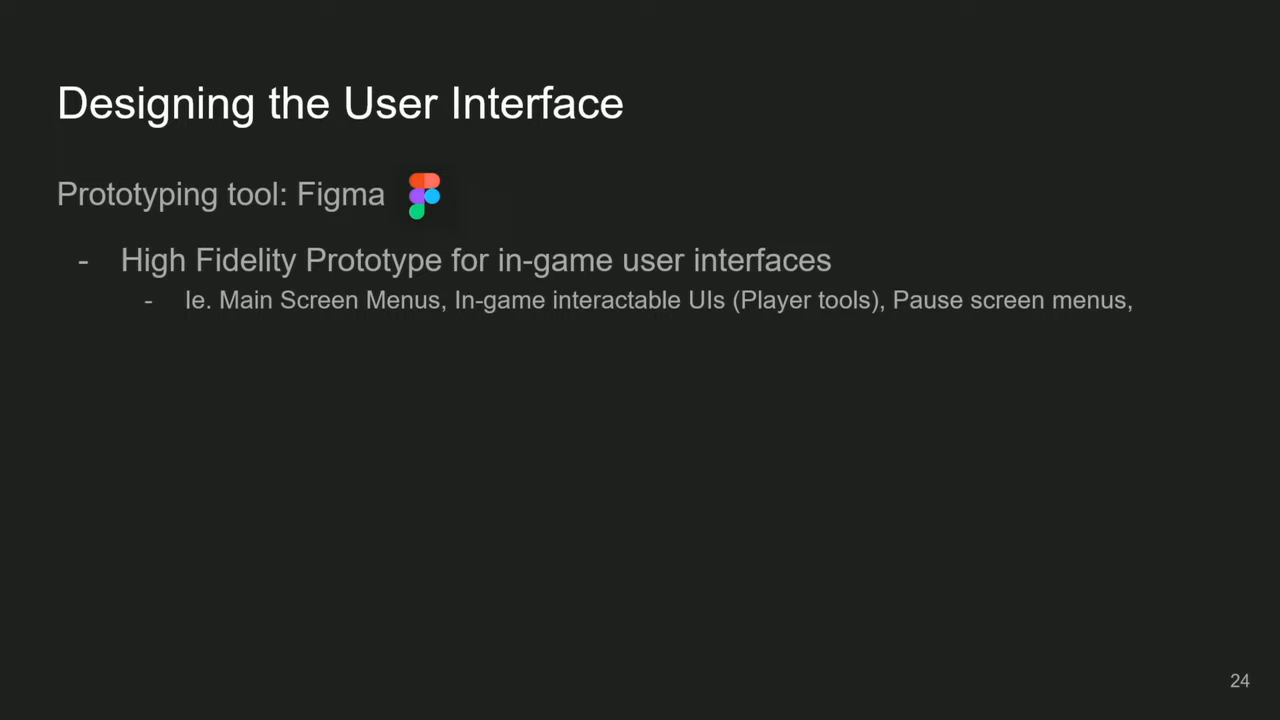 Designing the User Interface
Prototyping tool: Figma
- High Fidelity Prototype for in-game user interfaces
- Ie. Main Screen Menus, In-game interactable UIs (Player tools), Pause screen menus,
24